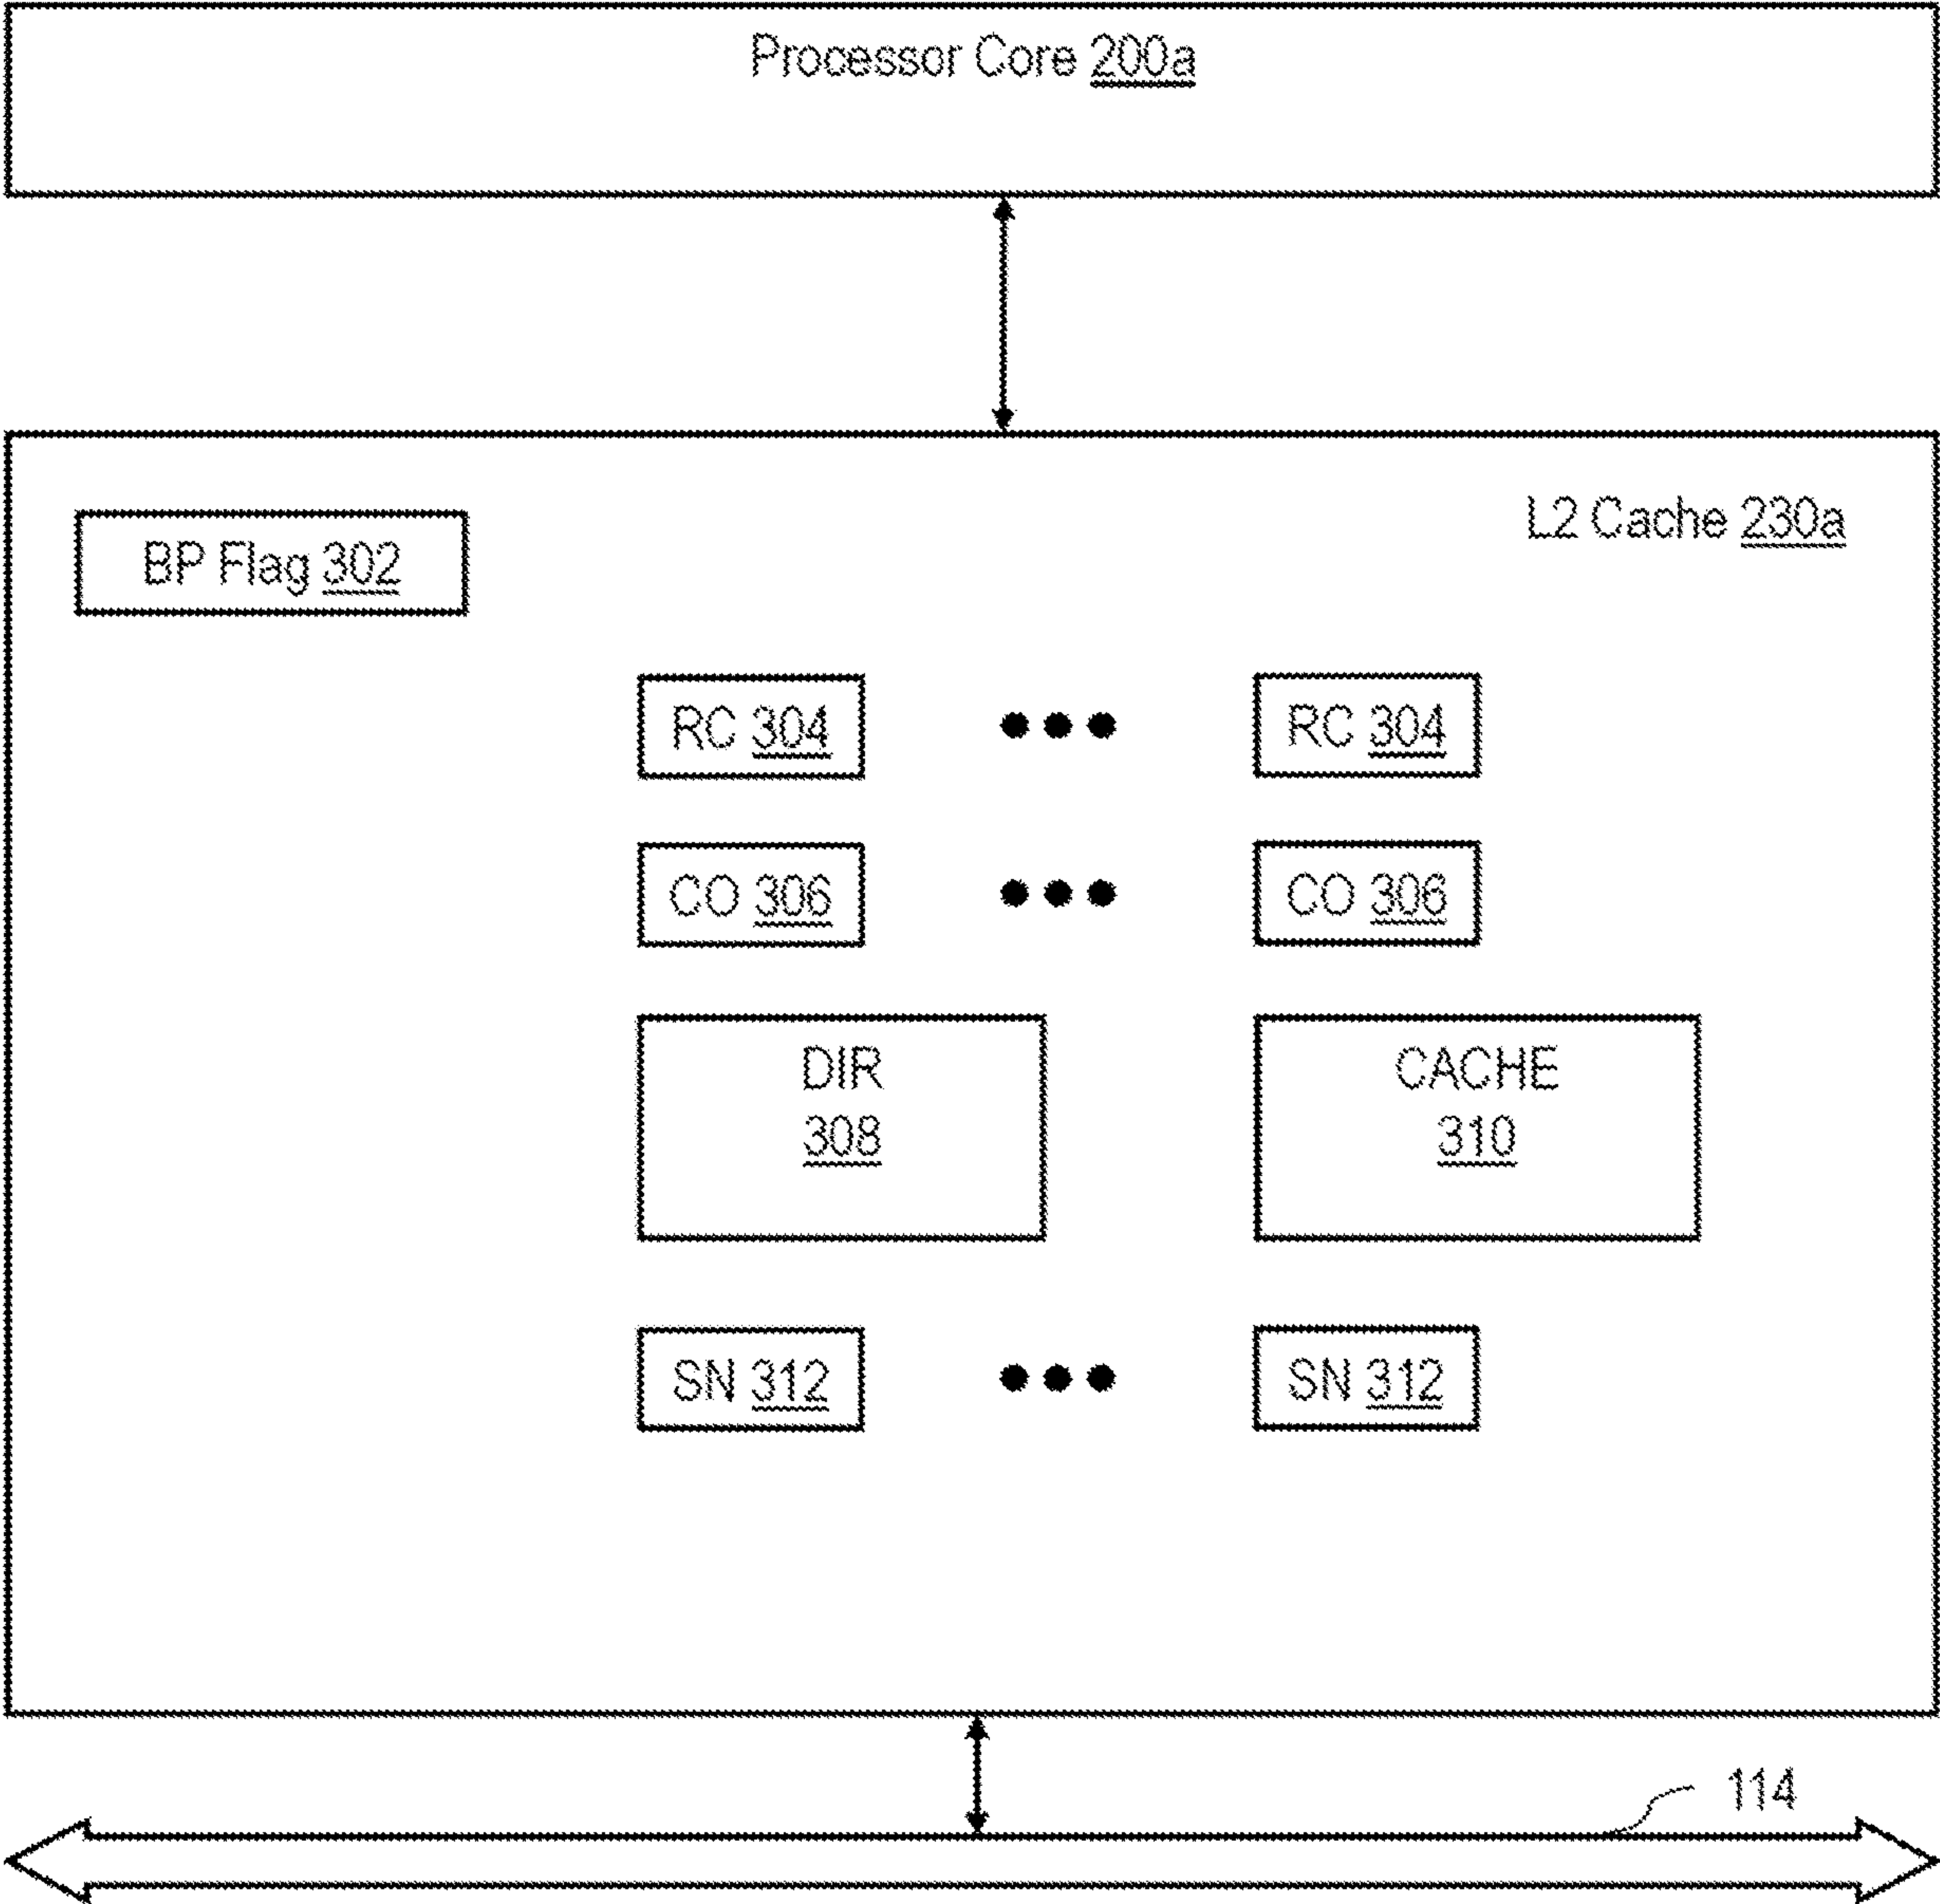 Processor Core 200a
L2 Cache 230a
BP Flag 302
RC 304 ••• RC 304
CO 306 ••• CO 306
DIR CACHE
308 310
SN 312 ••• SN 312
114